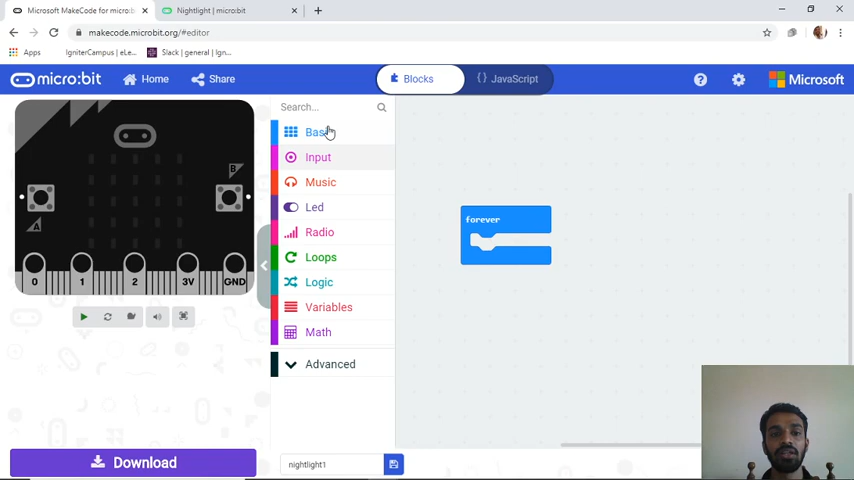 Microsoft MakeCode for micro:b
Nightlight | micro:bit
makecode.microbit.org/#editor
Apps
IgniterCampus | eLe...
Slack | general | Ign...
micro:bit
Home
Share
Blocks
{} JavaScript
?
Microsoft
Search...
Basic
Input
Music
Led
Radio
Loops
Logic
Variables
Math
Advanced
forever
A
B
0
1
2
3V
GND
Download
nightlight1